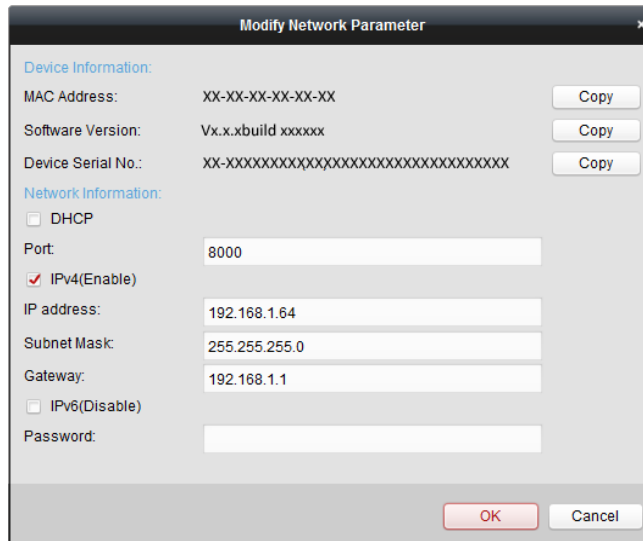 Modify Network Parameter ×
Device Information:
MAC Address: XX-XX-XX-XX-XX-XX Copy
Software Version: Vx.x.xbuild xxxxxx Copy
Device Serial No.: XX-XXXXXXXXXXXXXXXXXXXXXXXXXXXXXXXXX Copy
Network Information:
DHCP
Port: 8000
IPv4(Enable)
IP address: 192.168.1.64
Subnet Mask: 255.255.255.0
Gateway: 192.168.1.1
IPv6(Disable)
Password:
OK Cancel